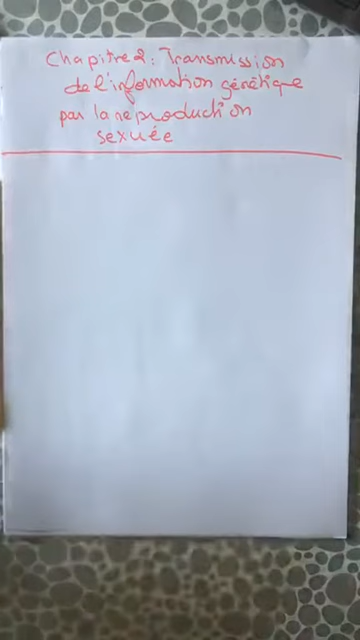 Chapitre 2: Transmission
de l'information génétique
par la reproduction
sexuée